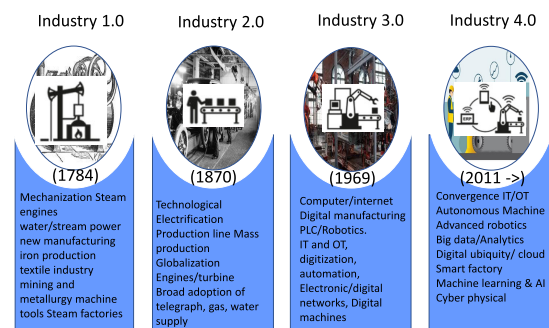 Industry 1.0
(1784)
Mechanization Steam
engines
water/stream power
new manufacturing
iron production
textile industry
mining and
metallurgy machine
tools Steam factories
Industry 2.0
(1870)
Technological
Electrification
Production line Mass
production
Globalization
Engines/turbine
Broad adoption of
telegraph, gas, water
supply
Industry 3.0
(1969)
Computer/internet
Digital manufacturing
PLC/Robotics.
IT and OT,
digitization,
automation,
Electronic/digital
networks, Digital
machines
Industry 4.0
ERP
(2011 ->)
Convergence IT/OT
Autonomous Machine
Advanced robotics
Big data/Analytics
Digital ubiquity/ cloud
Smart factory
Machine learning & AI
Cyber physical